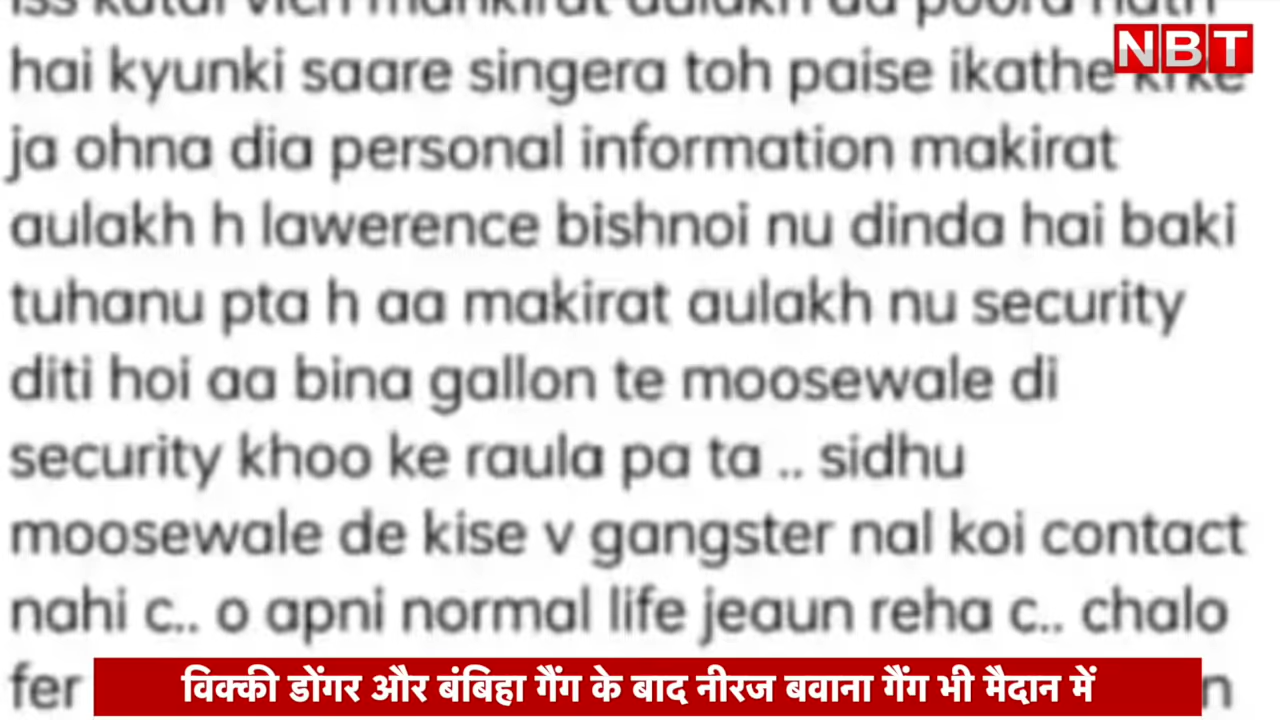 hai kyunki saare singera toh paise ikathe krke
NBT
ja ohna dia personal information makirat
aulakh h lawerence bishnoi nu dinda hai baki
tuhanu pta h aa makirat aulakh nu security
diti hoi aa bina gallon te moosewale di
security khoo ke raula pa ta .. sidhu
moosewale de kise v gangster nal koi contact
nahi c.. o apni normal life jeaun reha c.. chalo
fer
विक्की डोंगर और बंबिहा गैंग के बाद नीरज बवाना गैंग भी मैदान में